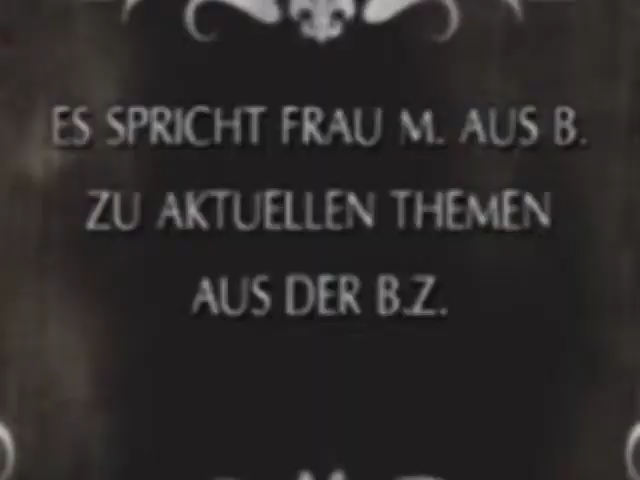 ES SPRICHT FRAU M. AUS B.
ZU AKTUELLEN THEMEN
AUS DER B.Z.